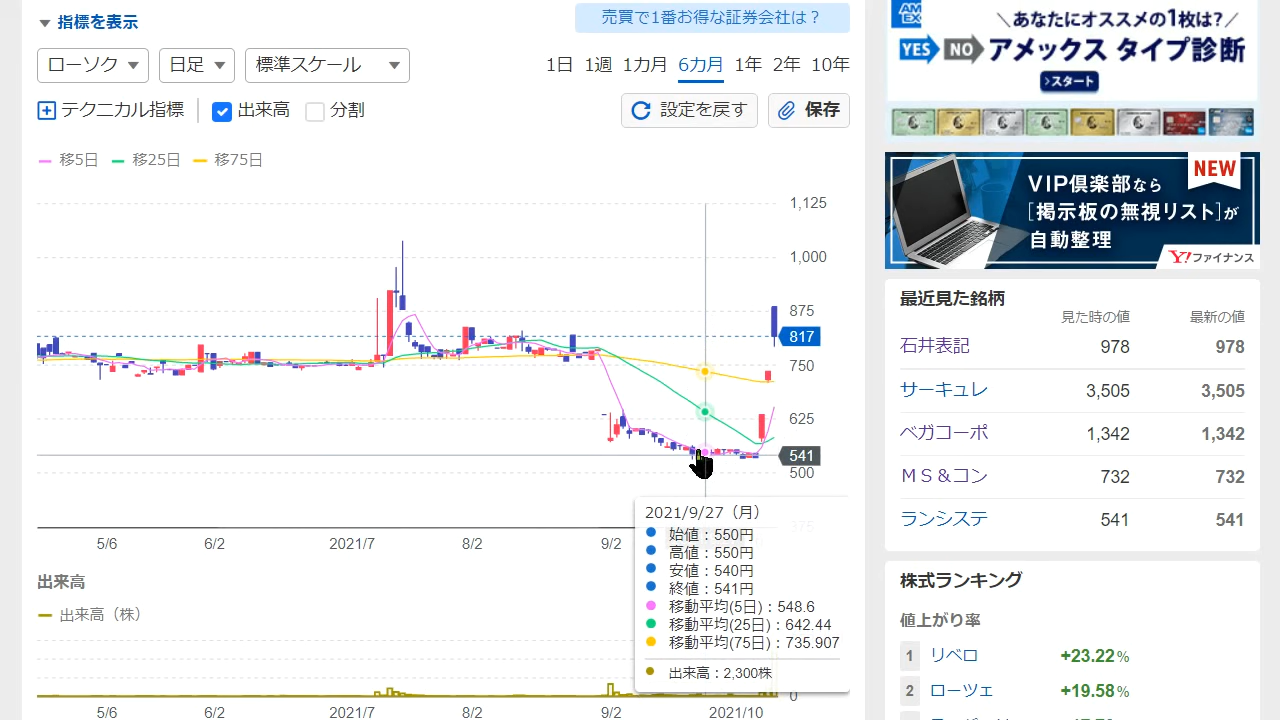 ▼ 指標を表示
売買で1番お得な証券会社は？
ローソク ▼
日足 ▼
標準スケール ▼
1日 1週 1カ月 6カ月 1年 2年 10年
テクニカル指標
出来高
分割
設定を戻す
保存
移5日 移25日 移75日
1,125
1,000
875
817
750
625
541
500
375
5/6 6/2 2021/7 8/2 9/2
2021/9/27（月）
始値：550円
高値：550円
安値：540円
終値：541円
移動平均(5日)：548.6
移動平均(25日)：642.44
移動平均(75日)：735.907
出来高：2,300株
出来高
出来高（株）
0
5/6 6/2 2021/7 8/2 9/2 2021/10
AM
EX
あなたにオススメの1枚は?
YES NO アメックス タイプ診断
スタート
NEW
VIP倶楽部なら
[掲示板の無視リスト]が
自動整理
Y!ファイナンス
最近見た銘柄
見た時の値 最新の値
石井表記 978 978
サーキュレ 3,505 3,505
ベガコーポ 1,342 1,342
ＭＳ＆コン 732 732
ランシステ 541 541
株式ランキング
値上がり率
1 リベロ +23.22%
2 ローツェ +19.58%